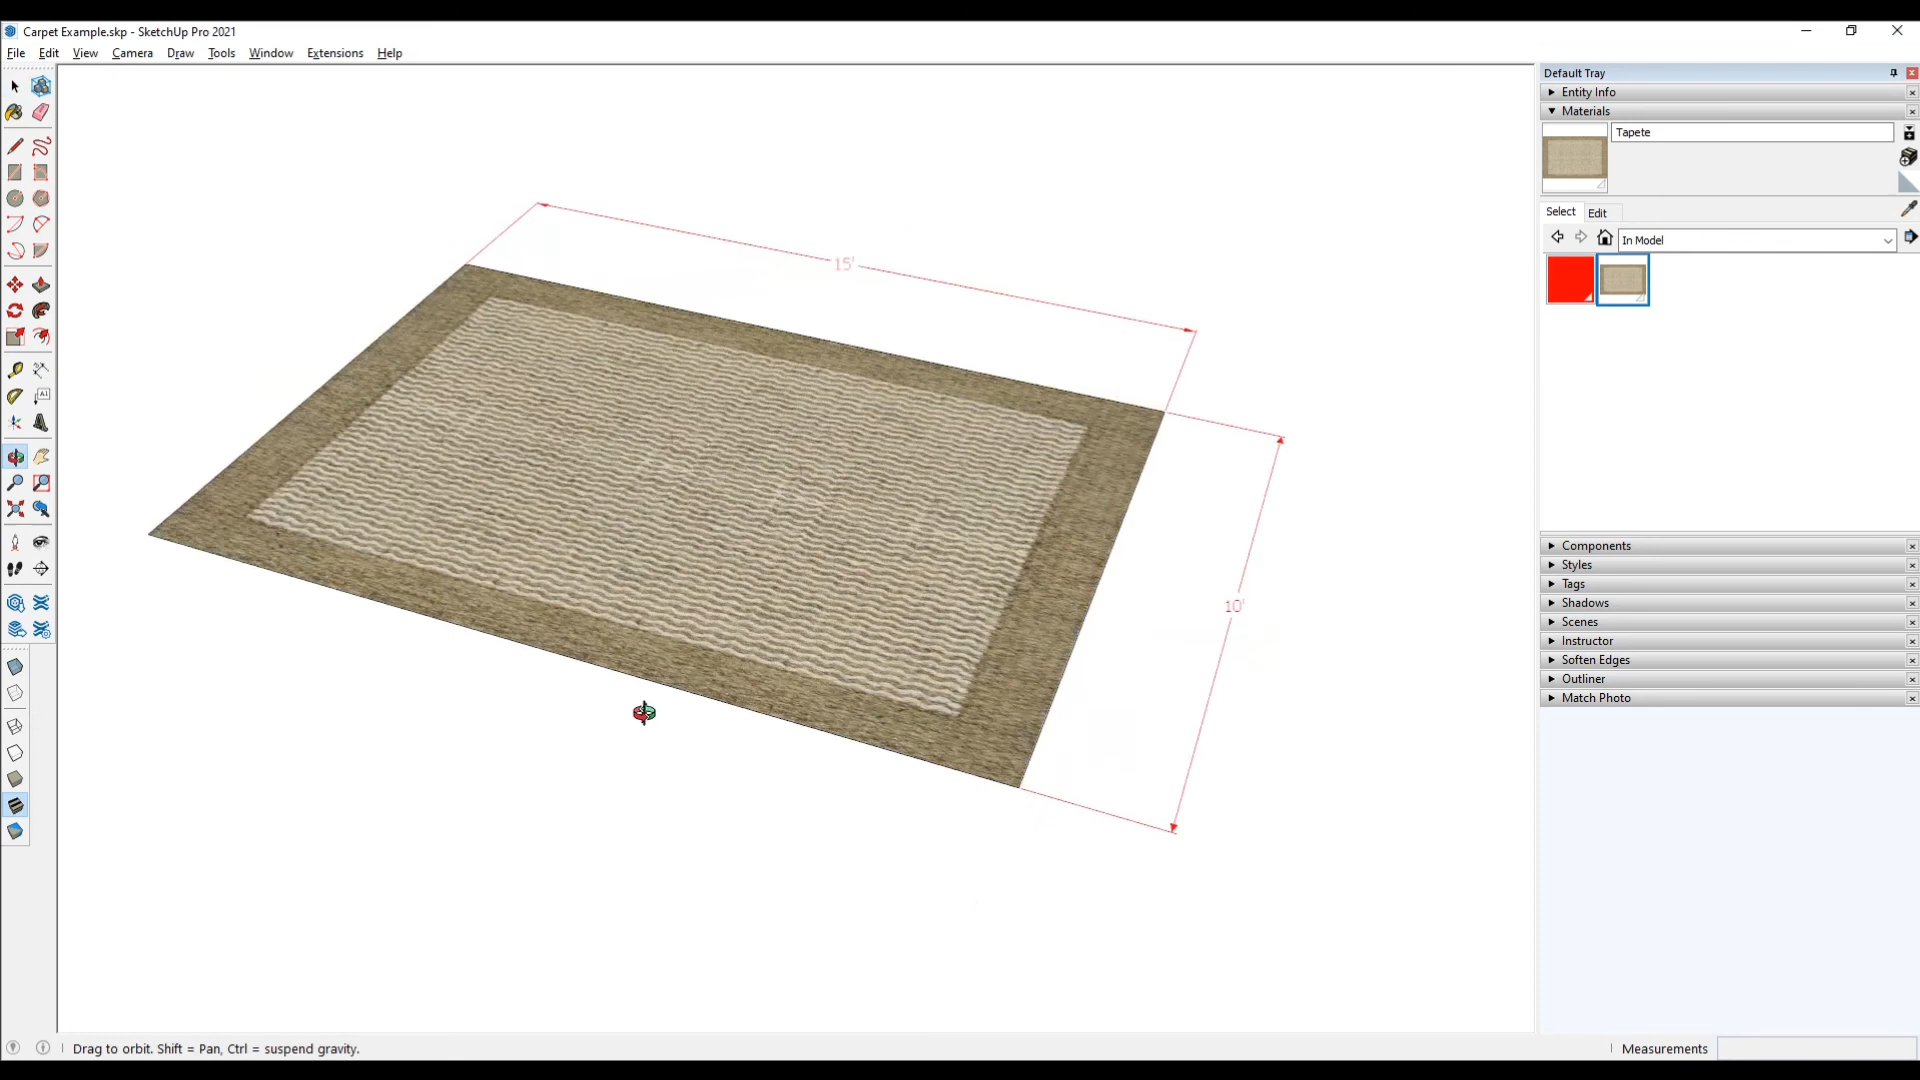 Carpet Example.skp - SketchUp Pro 2021
File Edit View Camera Draw Tools Window Extensions Help
Default Tray
Entity Info
Materials
Tapete
Select Edit
In Model
15'
10'
Components
Styles
Tags
Shadows
Scenes
Instructor
Soften Edges
Outliner
Match Photo
Drag to orbit. Shift = Pan, Ctrl = suspend gravity.
Measurements